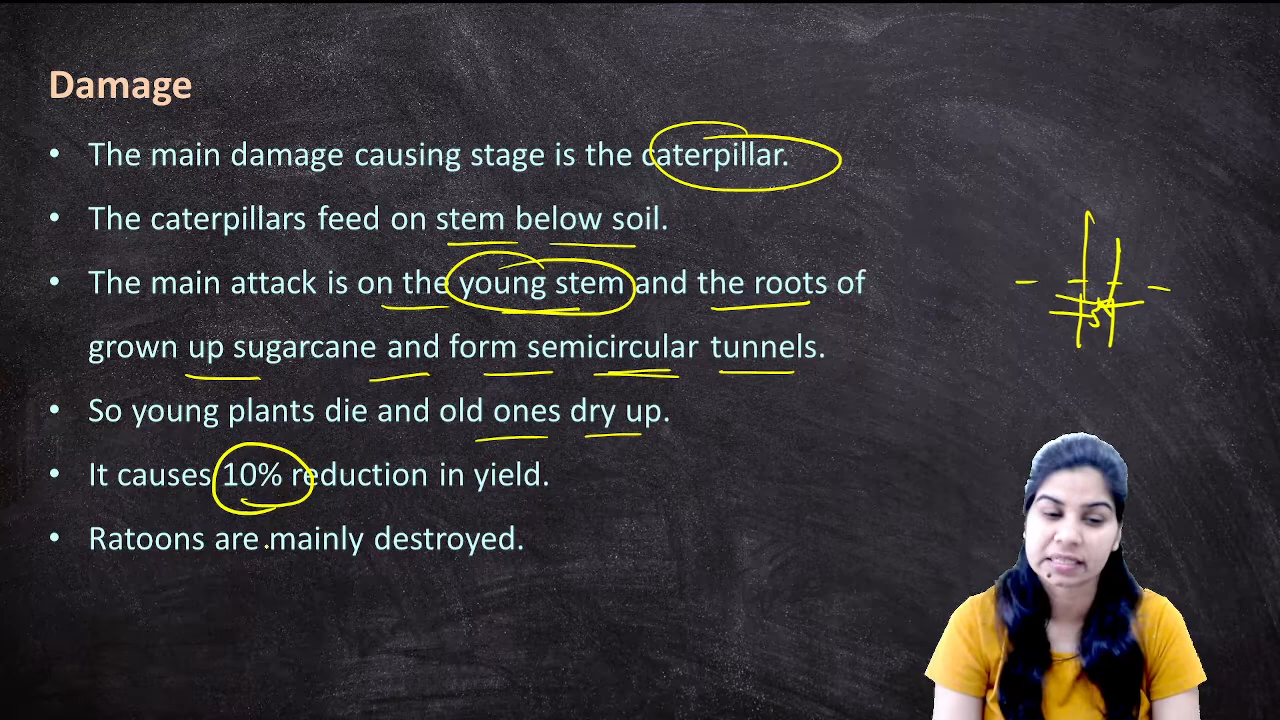 Damage
• The main damage causing stage is the caterpillar.
• The caterpillars feed on stem below soil.
• The main attack is on the young stem and the roots of
grown up sugarcane and form semicircular tunnels.
• So young plants die and old ones dry up.
• It causes 10% reduction in yield.
• Ratoons are mainly destroyed.